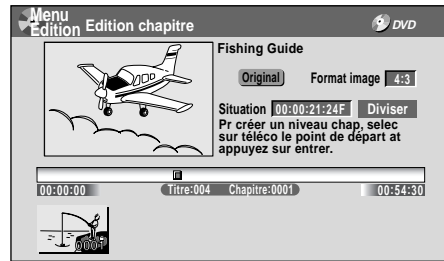 Menu
Edition Edition chapitre
DVD
Fishing Guide
Original Format image 4:3
Situation 00:00:21:24F Diviser
Pr créer un niveau chap, selec
sur téléco le point de départ at
appuyez sur entrer.
00:00:00 Titre:004 Chapitre:0001 00:54:30
0001